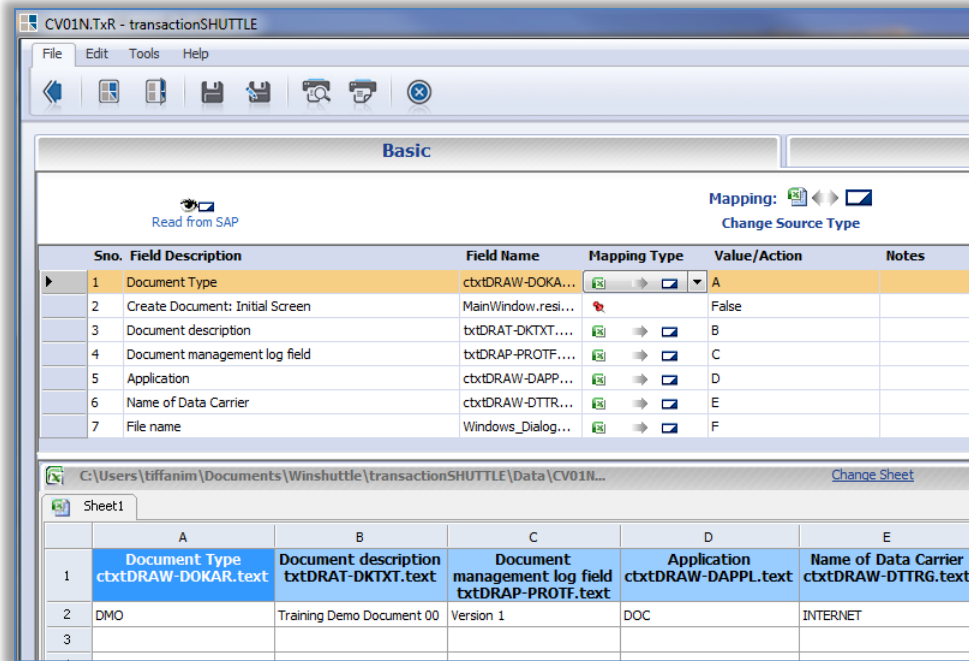 CV01N.TxR - transactionSHUTTLE
File Edit Tools Help
Basic
Read from SAP
Mapping:
Change Source Type
Sno. Field Description Field Name Mapping Type Value/Action Notes
1 Document Type ctxtDRAW-DOKA... A
2 Create Document: Initial Screen MainWindow.resi... False
3 Document description txtDRAT-DKTXT.... B
4 Document management log field txtDRAP-PROTF.... C
5 Application ctxtDRAW-DAPP... D
6 Name of Data Carrier ctxtDRAW-DTTR... E
7 File name Windows_Dialog... F
C:\Users\tiffanim\Documents\Winshuttle\transactionSHUTTLE\Data\CV01N... Change Sheet
Sheet1
A B C D E
1
Document Type
ctxtDRAW-DOKAR.text
Document description
txtDRAT-DKTXT.text
Document
management log field
txtDRAP-PROTF.text
Application
ctxtDRAW-DAPPL.text
Name of Data Carrier
ctxtDRAW-DTTRG.text
2 DMO Training Demo Document 00 Version 1 DOC INTERNET
3